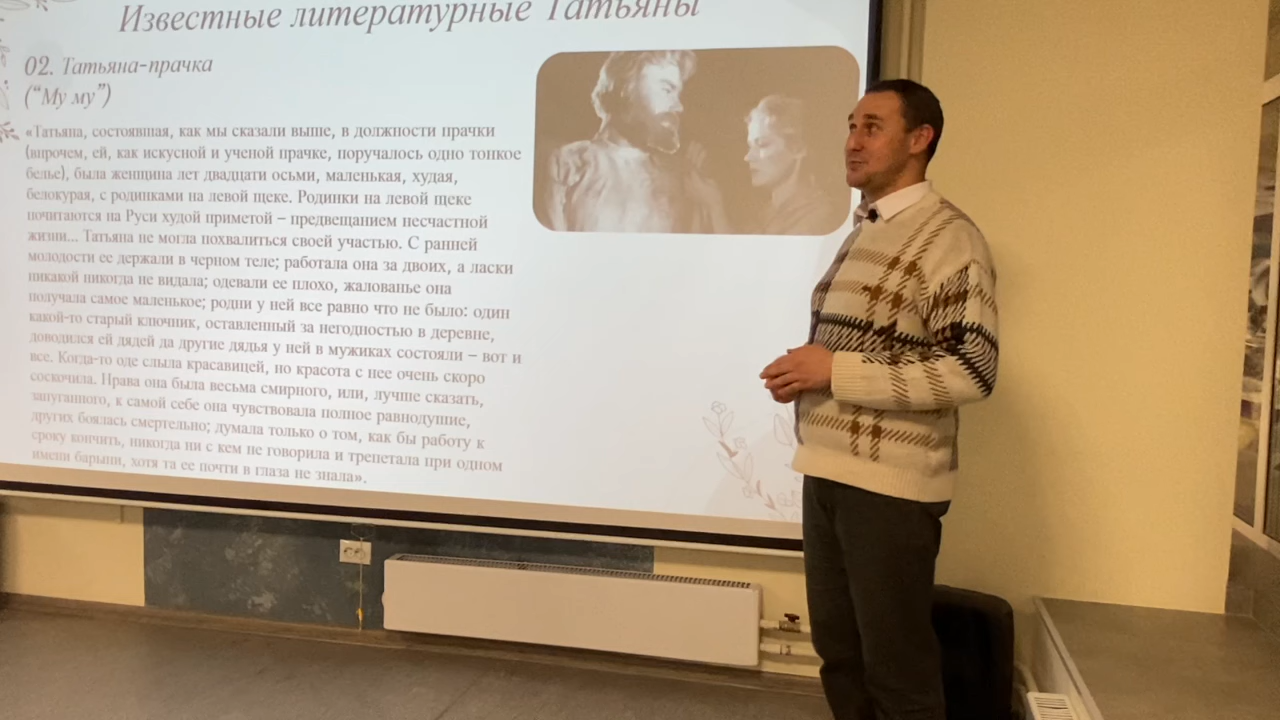 Известные литературные Татьяны
02. Татьяна-прачка
("Му му")
«Татьяна, состоявшая, как мы сказали выше, в должности прачки
(впрочем, ей, как искусной и ученой прачке, поручалось одно тонкое
белье), была женщина лет двадцати осьми, маленькая, худая,
белокурая, с родинками на левой щеке. Родинки на левой щеке
почитаются на Руси худой приметой – предвещанием несчастной
жизни... Татьяна не могла похвалиться своей участью. С ранней
молодости ее держали в черном теле; работала она за двоих, а ласки
никакой никогда не видала; одевали ее плохо, жалованье она
получала самое маленькое; родни у ней все равно что не было: один
какой-то старый ключник, оставленный за негодностью в деревне,
доводился ей дядей да другие дядья у ней в мужиках состояли – вот и
все. Когда-то оде слыла красавицей, но красота с нее очень скоро
соскочила. Нрава она была весьма смирного, или, лучше сказать,
запуганного, к самой себе она чувствовала полное равнодушие,
других боялась смертельно; думала только о том, как бы работу к
сроку кончить, никогда ни с кем не говорила и трепетала при одном
имени барыни, хотя та ее почти в глаза не знала».